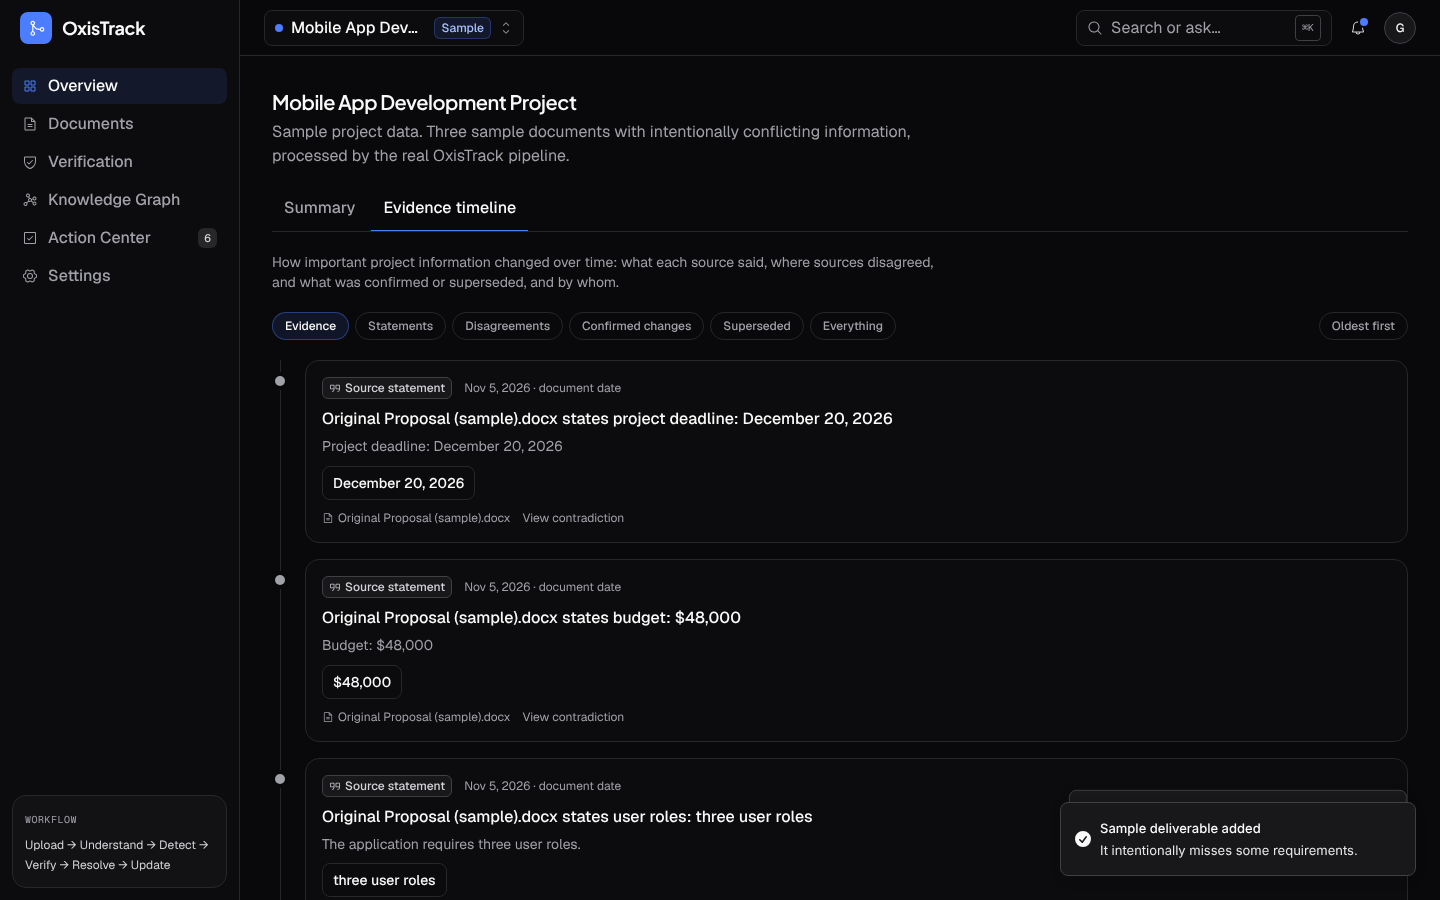 OxisTrack
Mobile App Dev... Sample
Search or ask... ⌘K
G
Overview
Documents
Verification
Knowledge Graph
Action Center 6
Settings
Mobile App Development Project
Sample project data. Three sample documents with intentionally conflicting information,
processed by the real OxisTrack pipeline.
Summary Evidence timeline
How important project information changed over time: what each source said, where sources disagreed,
and what was confirmed or superseded, and by whom.
Evidence Statements Disagreements Confirmed changes Superseded Everything Oldest first
Source statement Nov 5, 2026 · document date
Original Proposal (sample).docx states project deadline: December 20, 2026
Project deadline: December 20, 2026
December 20, 2026
Original Proposal (sample).docx View contradiction
Source statement Nov 5, 2026 · document date
Original Proposal (sample).docx states budget: $48,000
Budget: $48,000
$48,000
Original Proposal (sample).docx View contradiction
Source statement Nov 5, 2026 · document date
Original Proposal (sample).docx states user roles: three user roles
The application requires three user roles.
three user roles
WORKFLOW
Upload → Understand → Detect →
Verify → Resolve → Update
Sample deliverable added
It intentionally misses some requirements.